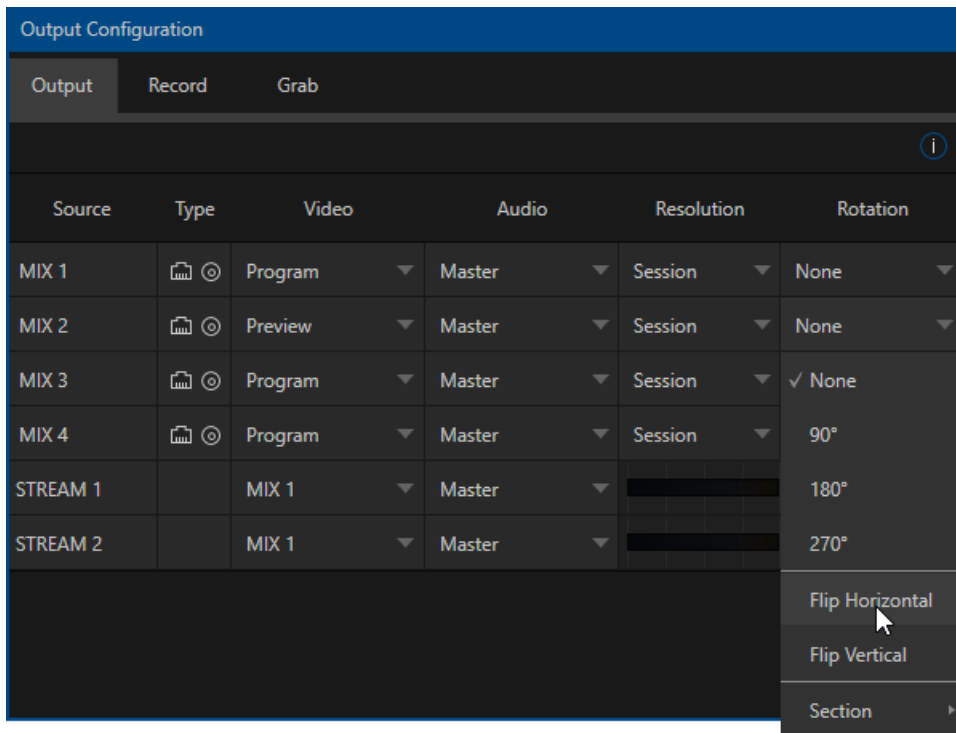 Output Configuration
Output Record Grab
i
Source Type Video Audio Resolution Rotation
MIX 1 Program Master Session None
MIX 2 Preview Master Session None
MIX 3 Program Master Session ✓ None
MIX 4 Program Master Session 90°
STREAM 1 MIX 1 Master 180°
STREAM 2 MIX 1 Master 270°
Flip Horizontal
Flip Vertical
Section